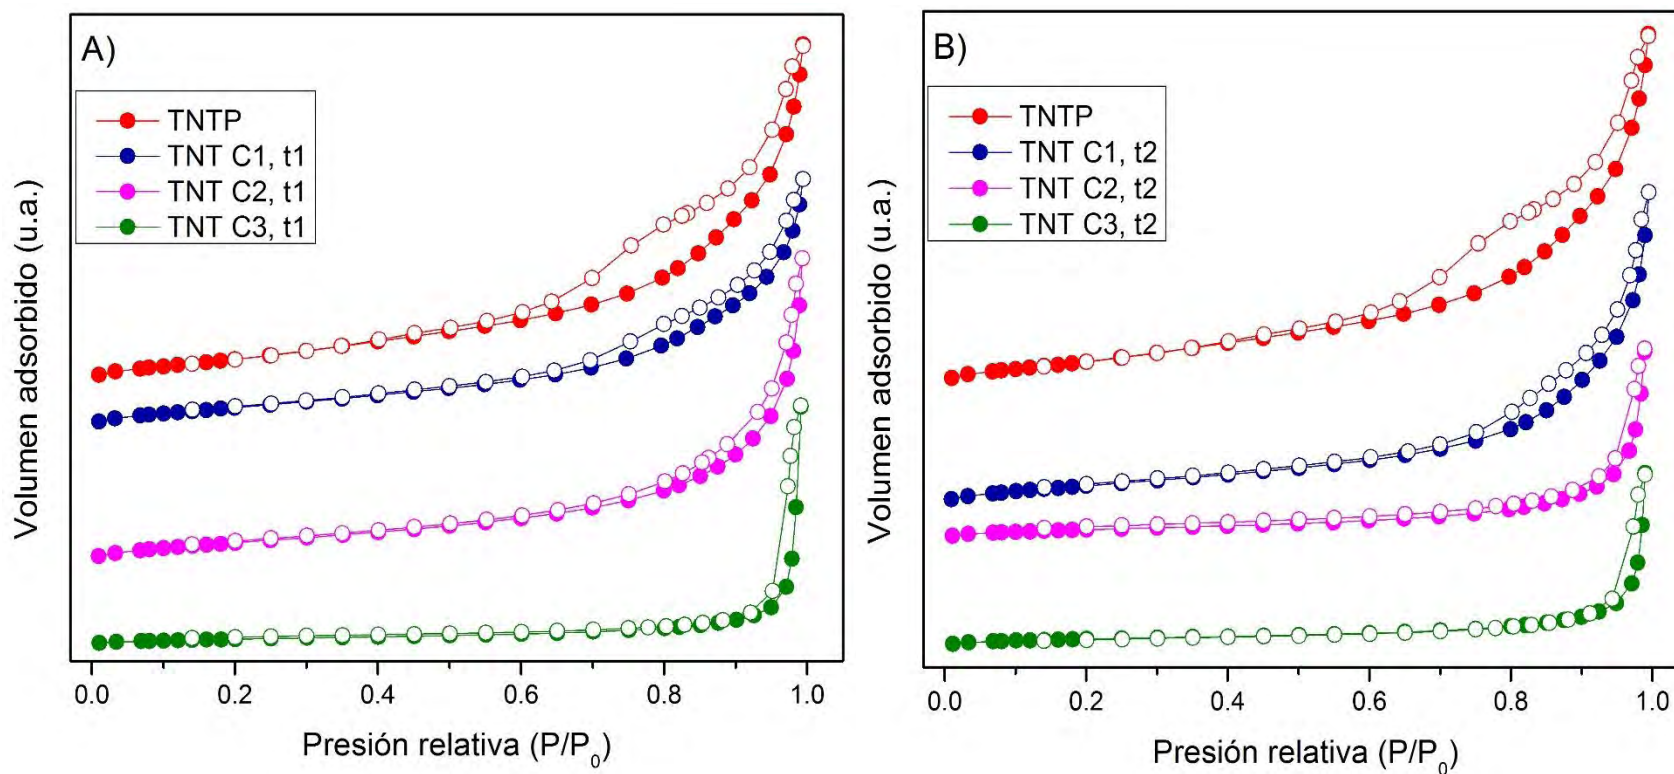 A)
TNTP
TNT C1, t1
TNT C2, t1
TNT C3, t1
Volumen adsorbido (u.a.)
0.0 0.2 0.4 0.6 0.8 1.0
Presión relativa (P/P₀)
B)
TNTP
TNT C1, t2
TNT C2, t2
TNT C3, t2
Volumen adsorbido (u.a.)
0.0 0.2 0.4 0.6 0.8 1.0
Presión relativa (P/P₀)